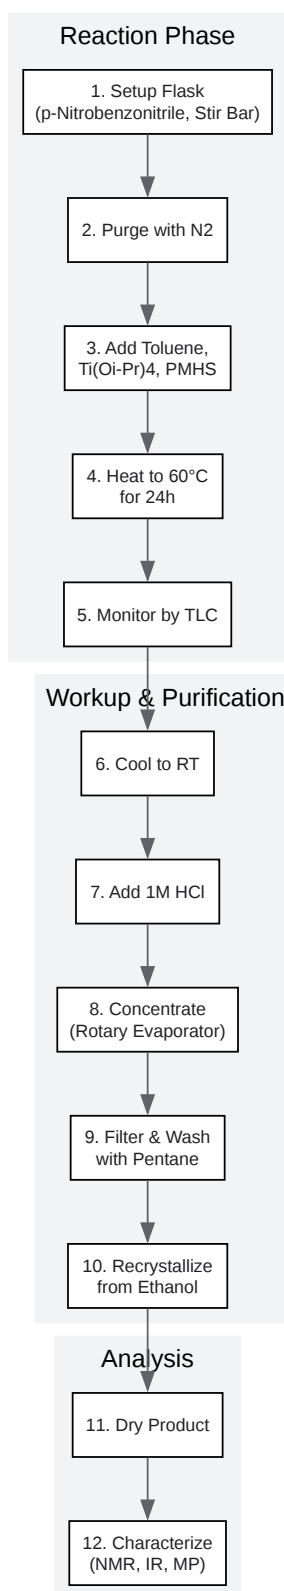 Reaction Phase
1. Setup Flask
(p-Nitrobenzonitrile, Stir Bar)
2. Purge with N2
3. Add Toluene,
Ti(Oi-Pr)4, PMHS
4. Heat to 60°C
for 24h
5. Monitor by TLC
Workup & Purification
6. Cool to RT
7. Add 1M HCl
8. Concentrate
(Rotary Evaporator)
9. Filter & Wash
with Pentane
10. Recrystallize
from Ethanol
Analysis
11. Dry Product
12. Characterize
(NMR, IR, MP)